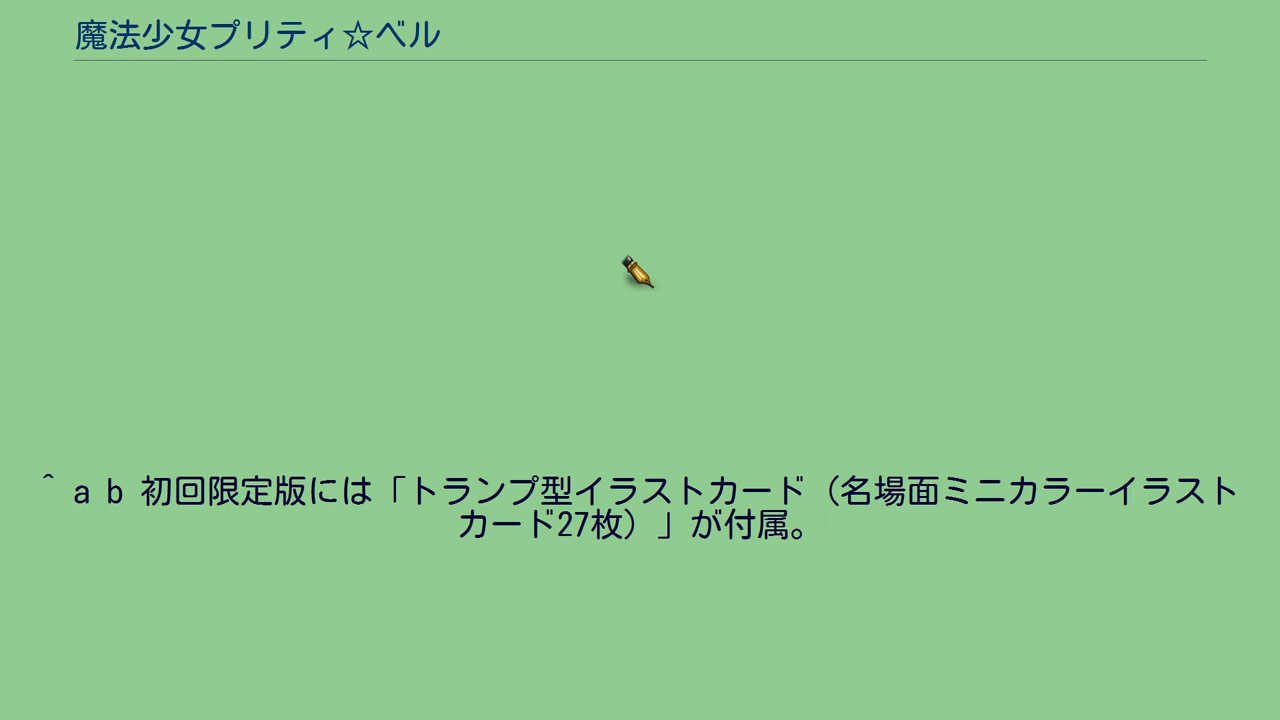 魔法少女プリティ☆ベル
^ a b 初回限定版には「トランプ型イラストカード（名場面ミニカラーイラスト
カード27枚）」が付属。